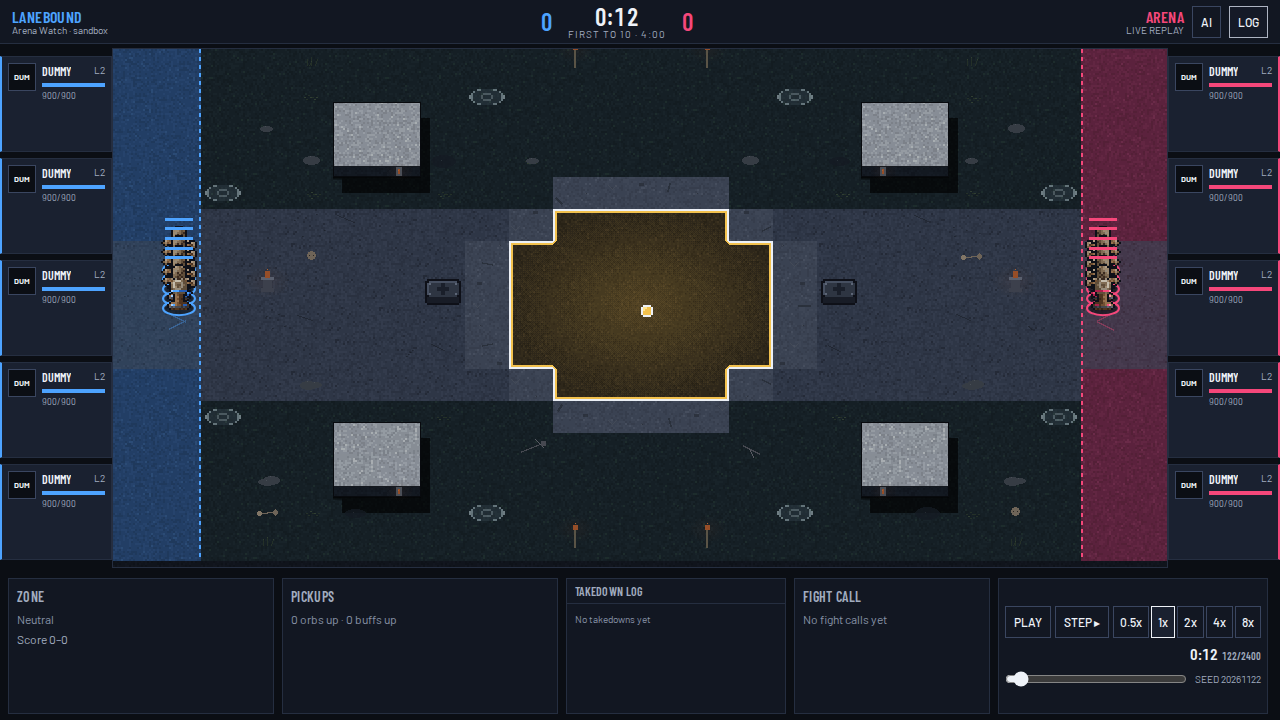 LANEBOUND
Arena Watch · sandbox
0
0:12
FIRST TO 10 · 4:00
0
ARENA
LIVE REPLAY
AI
LOG
DUM
DUMMY
L2
900/900
DUM
DUMMY
L2
900/900
DUM
DUMMY
L2
900/900
DUM
DUMMY
L2
900/900
DUM
DUMMY
L2
900/900
DUM
DUMMY
L2
900/900
DUM
DUMMY
L2
900/900
DUM
DUMMY
L2
900/900
DUM
DUMMY
L2
900/900
DUM
DUMMY
L2
900/900
ZONE
Neutral
Score 0–0
PICKUPS
0 orbs up · 0 buffs up
TAKEDOWN LOG
No takedowns yet
FIGHT CALL
No fight calls yet
PLAY
STEP ▸
0.5x
1x
2x
4x
8x
0:12 122/2400
SEED 20261122